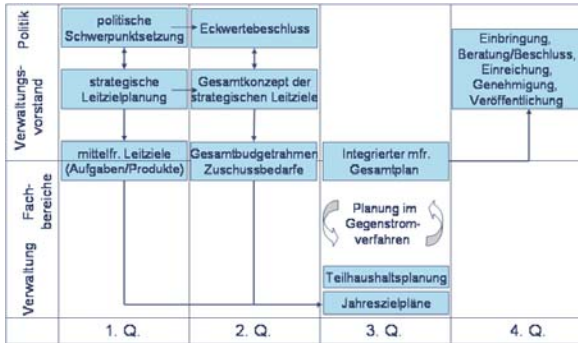 Politik
politische
Schwerpunktsetzung
Eckwertebeschluss
Einbringung,
Beratung/Beschluss,
Einreichung,
Genehmigung,
Veröffentlichung
Verwaltungs-
vorstand
strategische
Leitzielplanung
Gesamtkonzept der
strategischen Leitziele
mittelfr. Leitziele
(Aufgaben/Produkte)
Gesamtbudgetrahmen
Zuschussbedarfe
Integrierter mfr.
Gesamtplan
Verwaltung
Fach-
bereiche
Planung im
Gegenstrom-
verfahren
Teilhaushaltsplanung
Jahreszielpläne
1. Q.
2. Q.
3. Q.
4. Q.